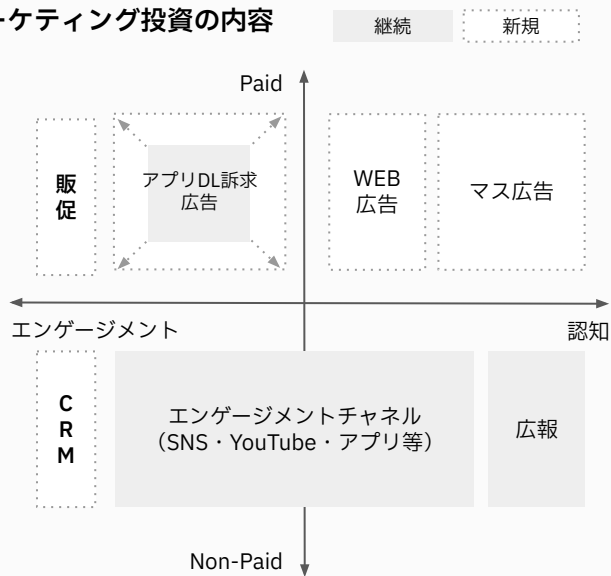 ーケティング投資の内容
継続
新規
Paid
販
促
アプリDL訴求
広告
WEB
広告
マス広告
エンゲージメント
認知
C
R
M
エンゲージメントチャネル
（SNS・YouTube・アプリ等）
広報
Non-Paid